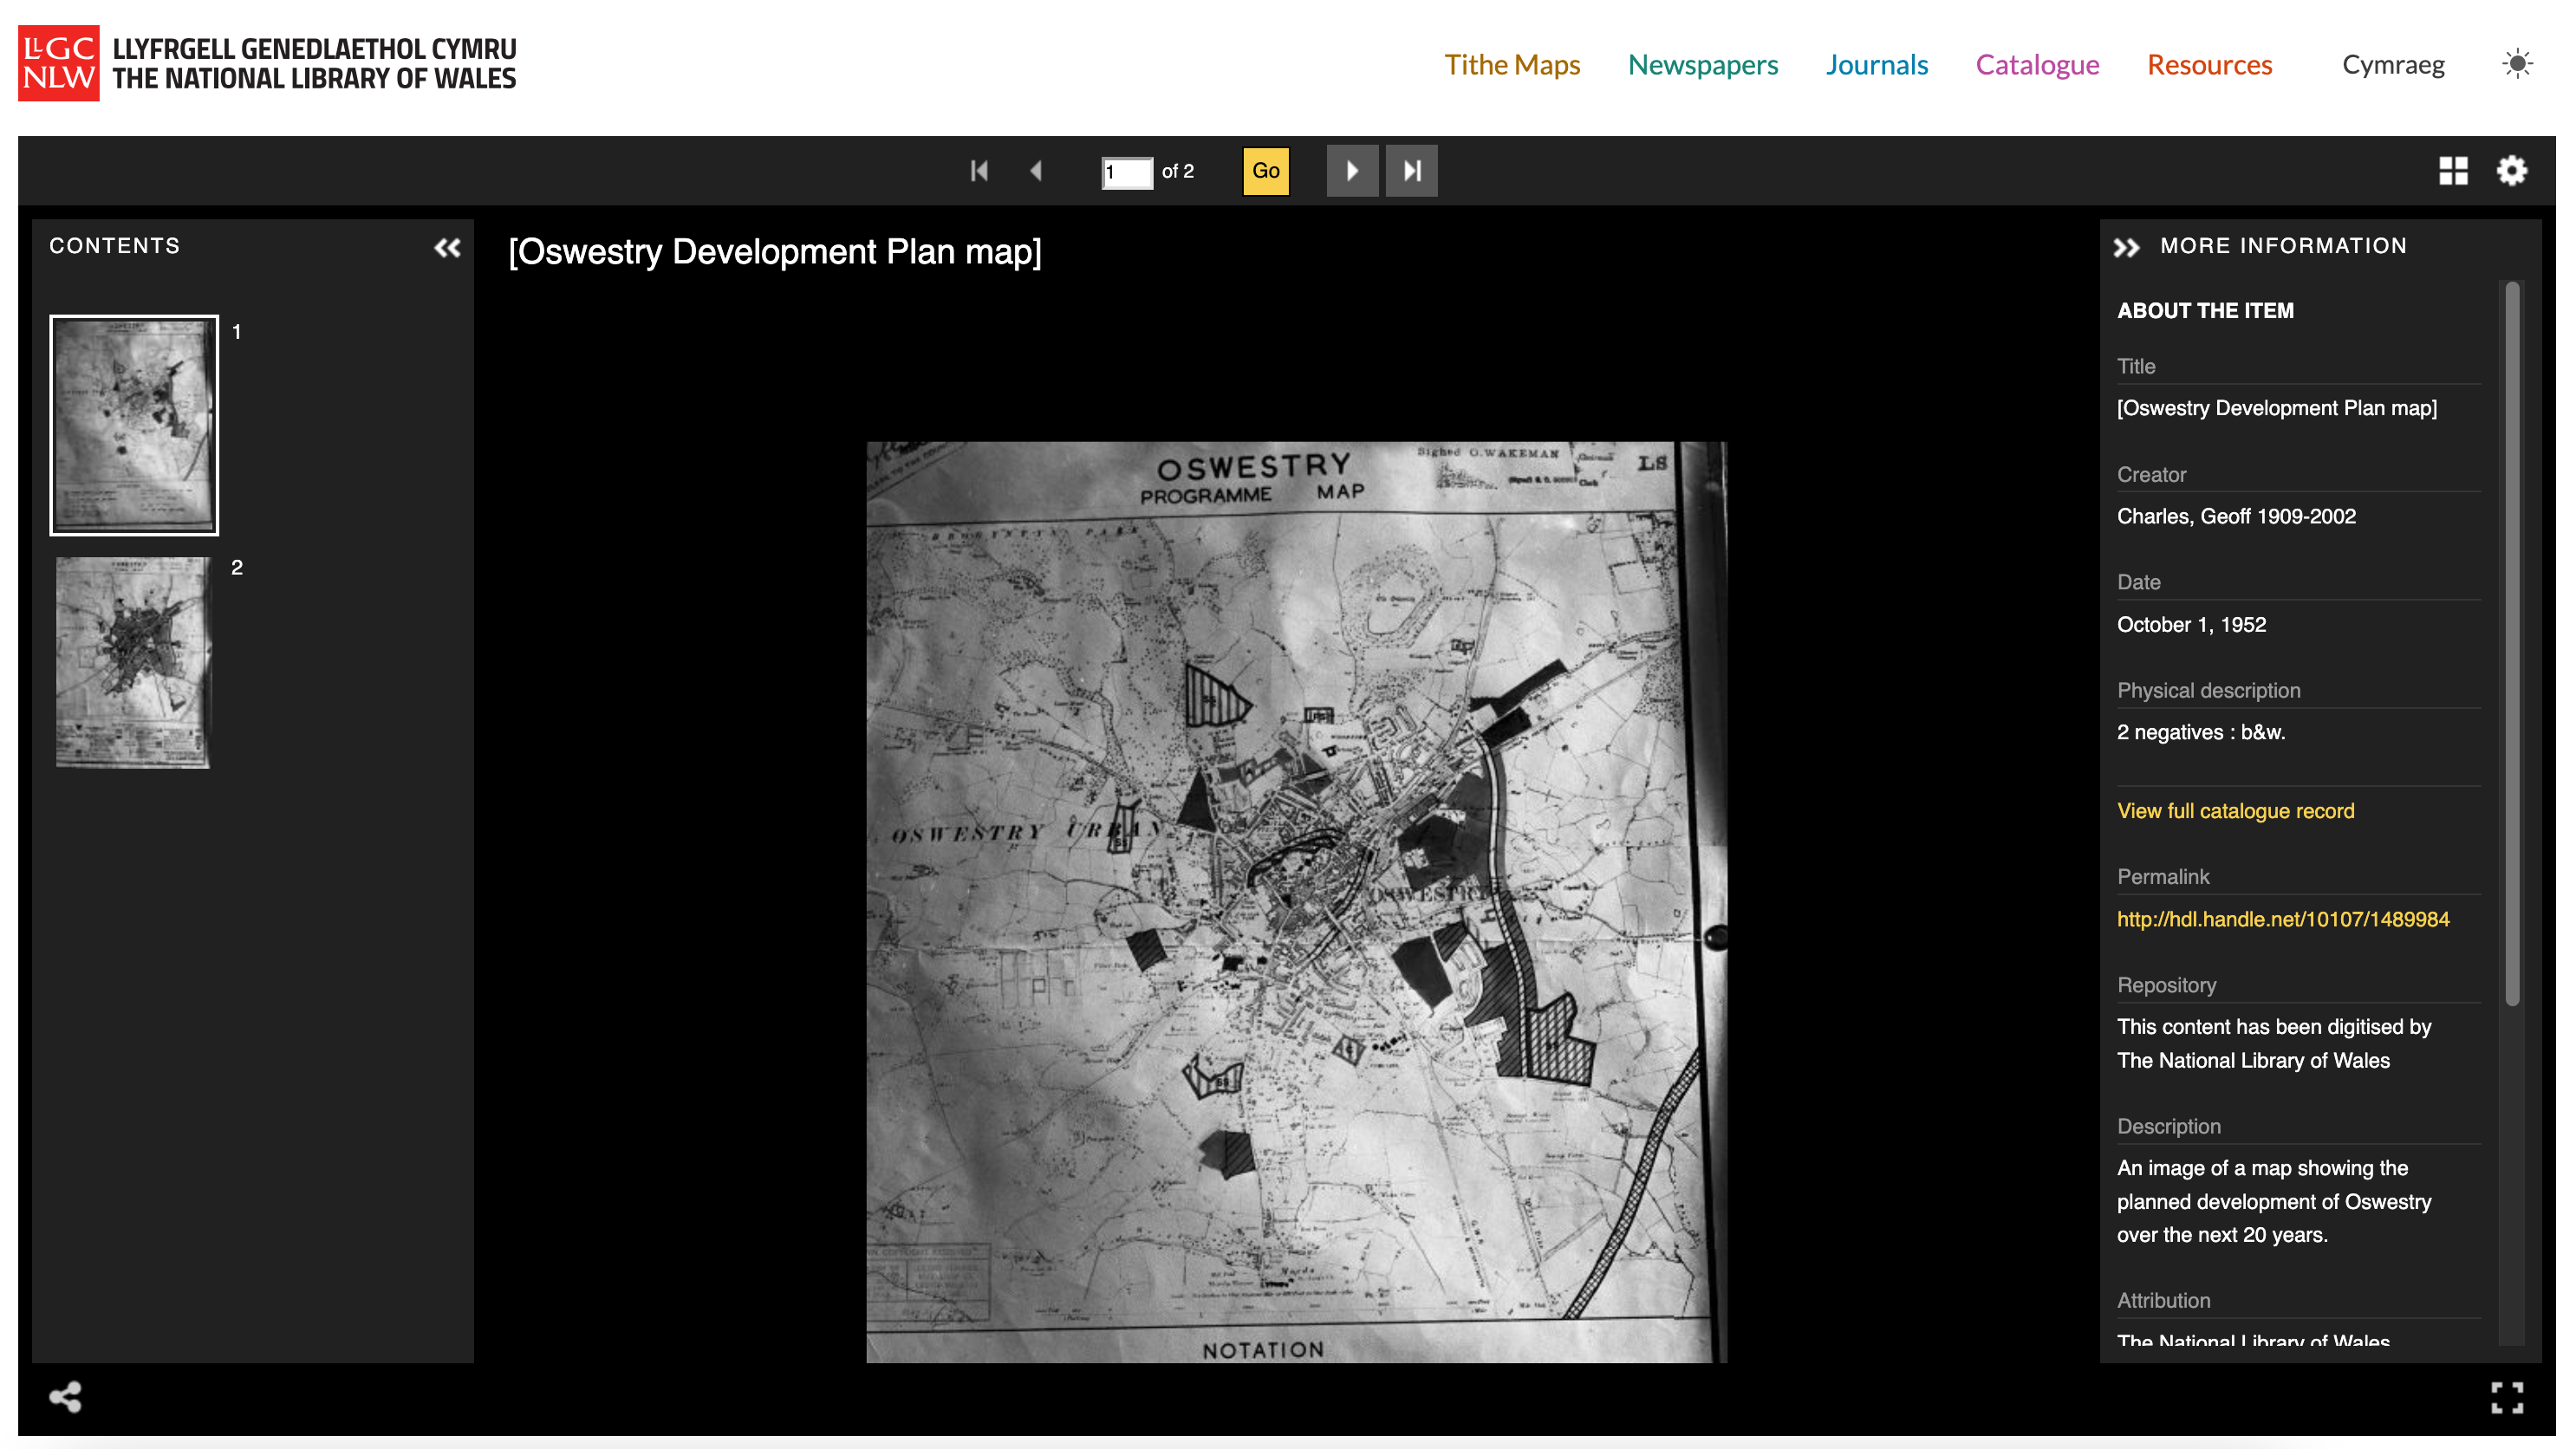 LLGC
NLW
LLYFRGELL GENEDLAETHOL CYMRU
THE NATIONAL LIBRARY OF WALES
Tithe Maps
Newspapers
Journals
Catalogue
Resources
Cymraeg
1
of 2
Go
CONTENTS
1
2
[Oswestry Development Plan map]
OSWESTRY
PROGRAMME MAP
Signed O. WAKEMAN
LS
OSWESTRY URBAN
OSWESTRY
NOTATION
MORE INFORMATION
ABOUT THE ITEM
Title
[Oswestry Development Plan map]
Creator
Charles, Geoff 1909-2002
Date
October 1, 1952
Physical description
2 negatives : b&w.
View full catalogue record
Permalink
http://hdl.handle.net/10107/1489984
Repository
This content has been digitised by
The National Library of Wales
Description
An image of a map showing the
planned development of Oswestry
over the next 20 years.
Attribution
The National Library of Wales